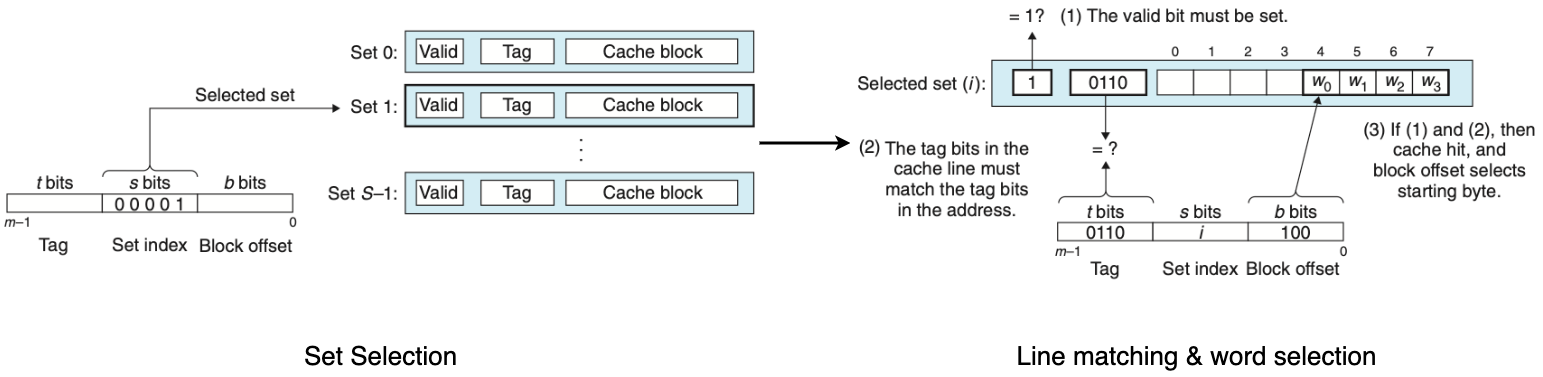 Set 0: Valid Tag Cache block
Selected set
Set 1: Valid Tag Cache block
⋮
Set S–1: Valid Tag Cache block
t bits s bits b bits
0 0 0 0 1
m–1 0
Tag Set index Block offset
Set Selection
= 1? (1) The valid bit must be set.
0 1 2 3 4 5 6 7
Selected set (i): 1 0110 w0 w1 w2 w3
(2) The tag bits in the
cache line must
match the tag bits
in the address.
= ?
(3) If (1) and (2), then
cache hit, and
block offset selects
starting byte.
t bits s bits b bits
0110 i 100
m–1 0
Tag Set index Block offset
Line matching & word selection